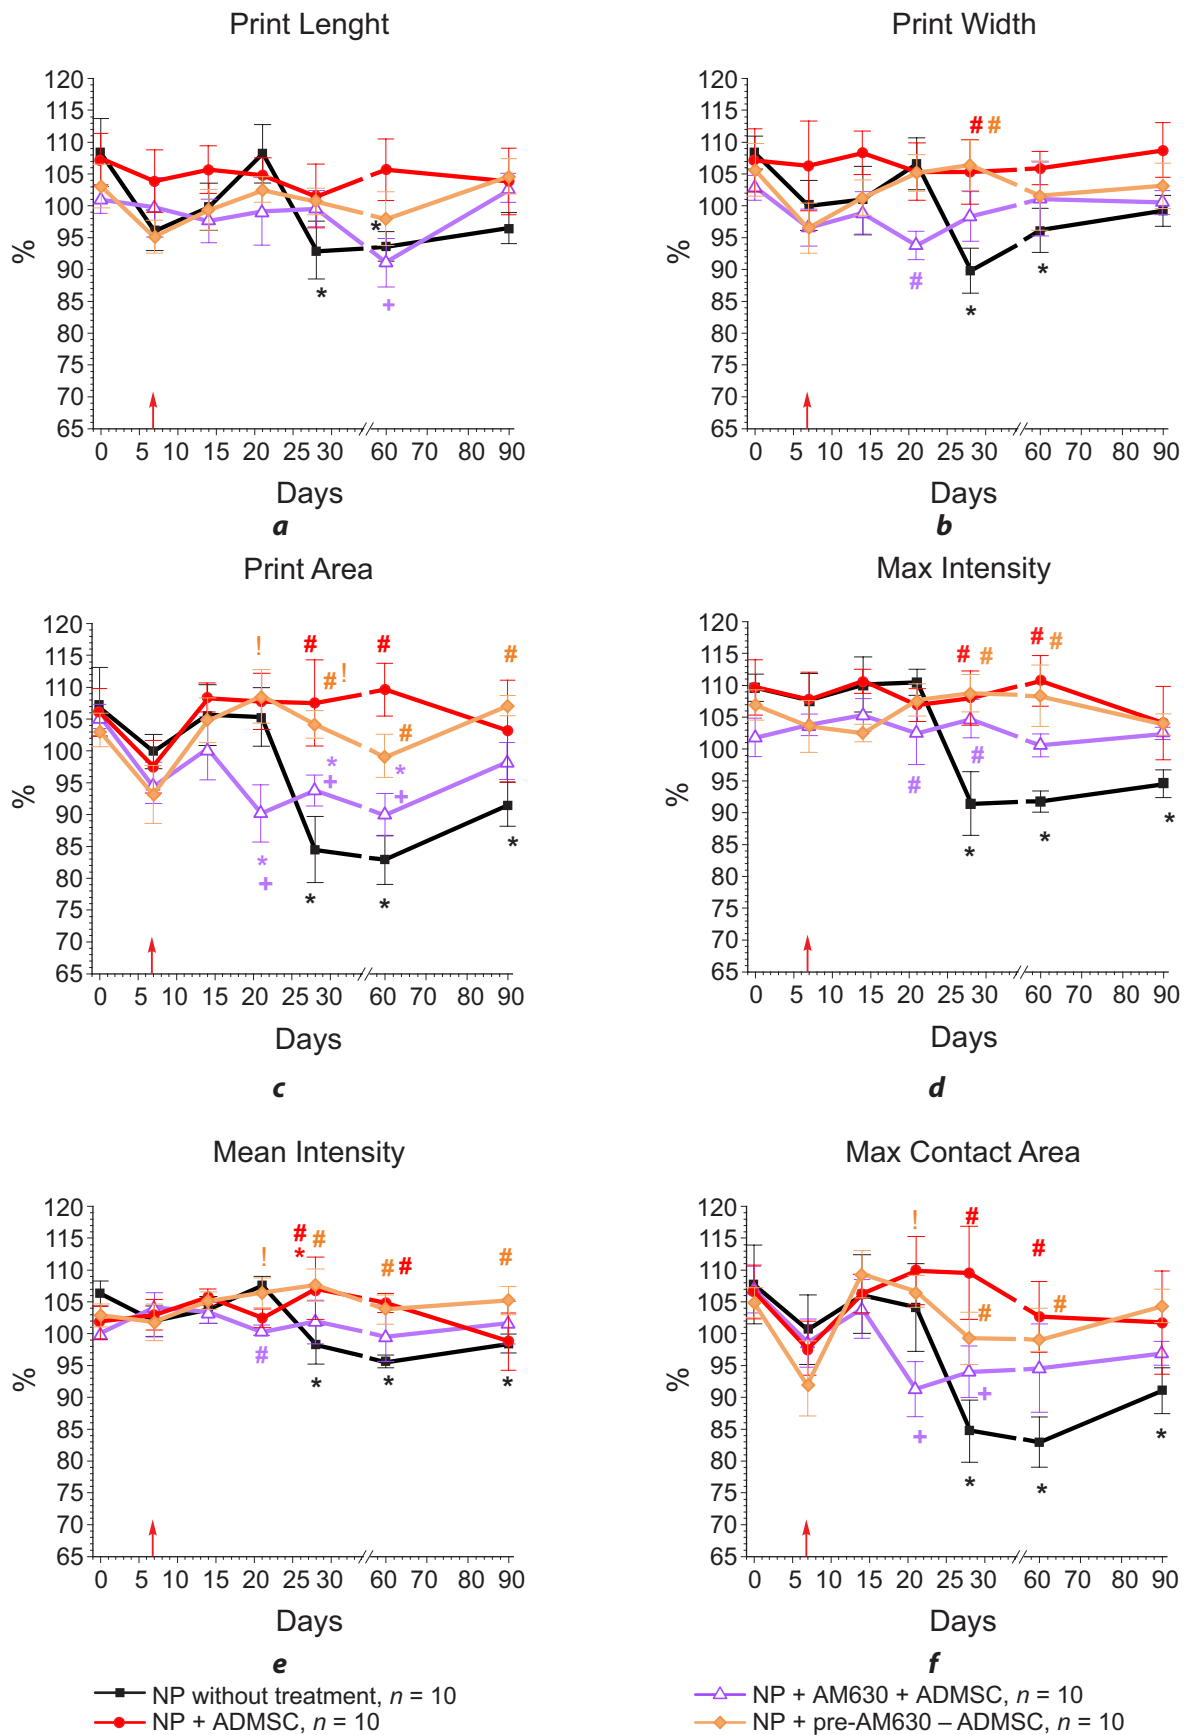 Print Lenght
Print Width
120
115
110
105
100
95
90
85
80
75
70
65
%
*
*
+
0 5 10 15 20 25 30 60 70 80 90
Days
a
120
115
110
105
100
95
90
85
80
75
70
65
%
# #
#
*
*
0 5 10 15 20 25 30 60 70 80 90
Days
b
Print Area
Max Intensity
120
115
110
105
100
95
90
85
80
75
70
65
%
! # # #
# !
#
* *
+ +
*
+
* * *
0 5 10 15 20 25 30 60 70 80 90
Days
c
120
115
110
105
100
95
90
85
80
75
70
65
%
# # # #
# #
* * *
0 5 10 15 20 25 30 60 70 80 90
Days
d
Mean Intensity
Max Contact Area
120
115
110
105
100
95
90
85
80
75
70
65
%
! # # # # #
*
#
* * *
0 5 10 15 20 25 30 60 70 80 90
Days
e
120
115
110
105
100
95
90
85
80
75
70
65
%
! # #
# #
+ +
* * *
0 5 10 15 20 25 30 60 70 80 90
Days
f
NP without treatment, n = 10
NP + ADMSC, n = 10
NP + AM630 + ADMSC, n = 10
NP + pre-AM630 – ADMSC, n = 10